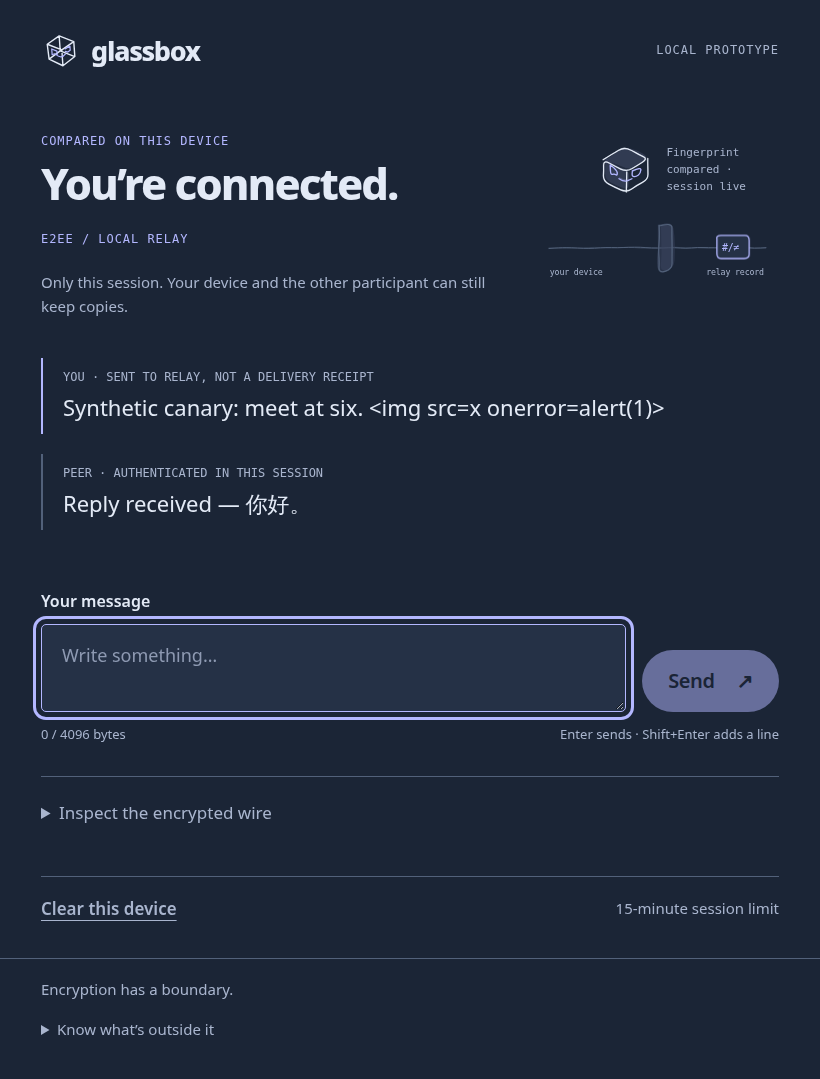 glassbox
LOCAL PROTOTYPE
COMPARED ON THIS DEVICE
You’re connected.
E2EE / LOCAL RELAY
Only this session. Your device and the other participant can still
keep copies.
Fingerprint
compared ·
session live
#/≠
your device
relay record
YOU · SENT TO RELAY, NOT A DELIVERY RECEIPT
Synthetic canary: meet at six. <img src=x onerror=alert(1)>
PEER · AUTHENTICATED IN THIS SESSION
Reply received — 你好。
Your message
Write something…
Send ↗
0 / 4096 bytes
Enter sends · Shift+Enter adds a line
▶ Inspect the encrypted wire
Clear this device
15-minute session limit
Encryption has a boundary.
▶ Know what’s outside it